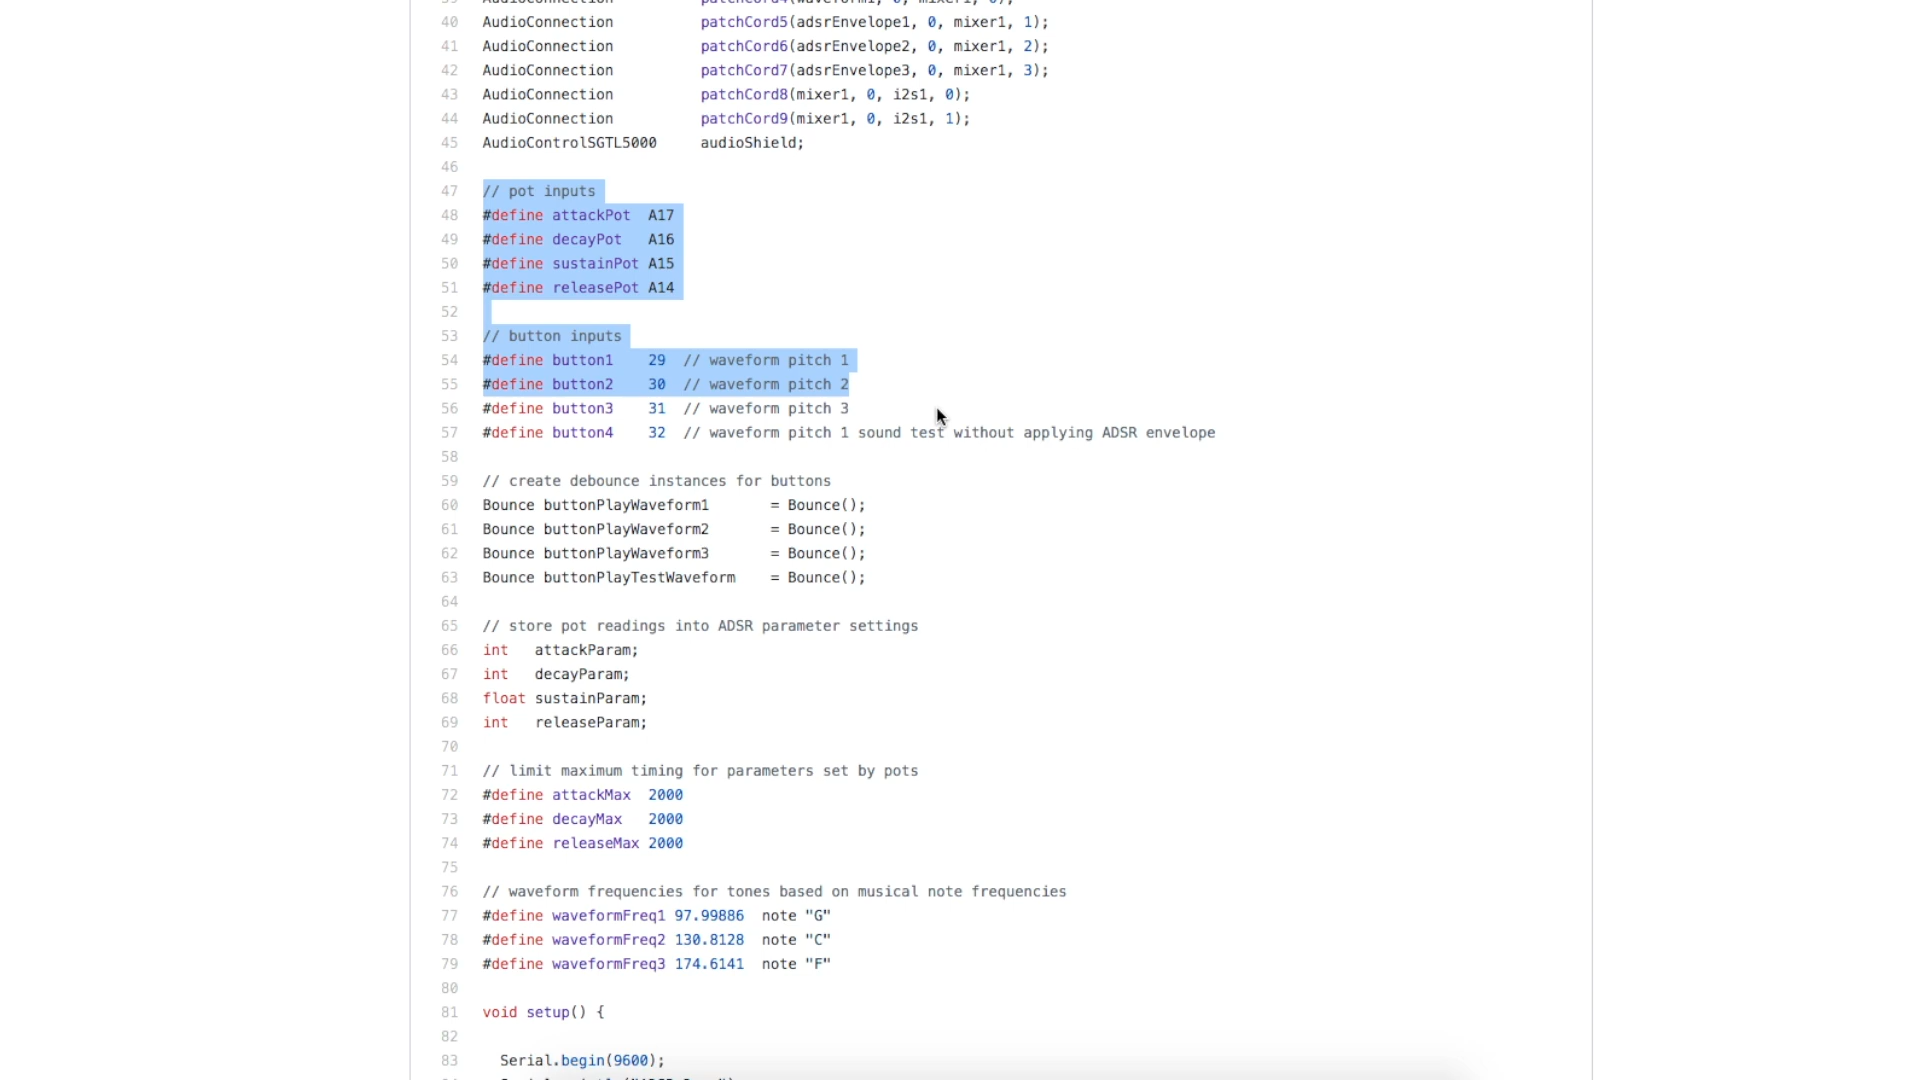 40 AudioConnection patchCord5(adsrEnvelope1, 0, mixer1, 1);
41 AudioConnection patchCord6(adsrEnvelope2, 0, mixer1, 2);
42 AudioConnection patchCord7(adsrEnvelope3, 0, mixer1, 3);
43 AudioConnection patchCord8(mixer1, 0, i2s1, 0);
44 AudioConnection patchCord9(mixer1, 0, i2s1, 1);
45 AudioControlSGTL5000 audioShield;
46
47 // pot inputs
48 #define attackPot A17
49 #define decayPot A16
50 #define sustainPot A15
51 #define releasePot A14
52
53 // button inputs
54 #define button1 29 // waveform pitch 1
55 #define button2 30 // waveform pitch 2
56 #define button3 31 // waveform pitch 3
57 #define button4 32 // waveform pitch 1 sound test without applying ADSR envelope
58
59 // create debounce instances for buttons
60 Bounce buttonPlayWaveform1 = Bounce();
61 Bounce buttonPlayWaveform2 = Bounce();
62 Bounce buttonPlayWaveform3 = Bounce();
63 Bounce buttonPlayTestWaveform = Bounce();
64
65 // store pot readings into ADSR parameter settings
66 int attackParam;
67 int decayParam;
68 float sustainParam;
69 int releaseParam;
70
71 // limit maximum timing for parameters set by pots
72 #define attackMax 2000
73 #define decayMax 2000
74 #define releaseMax 2000
75
76 // waveform frequencies for tones based on musical note frequencies
77 #define waveformFreq1 97.99886 note "G"
78 #define waveformFreq2 130.8128 note "C"
79 #define waveformFreq3 174.6141 note "F"
80
81 void setup() {
82
83 Serial.begin(9600);